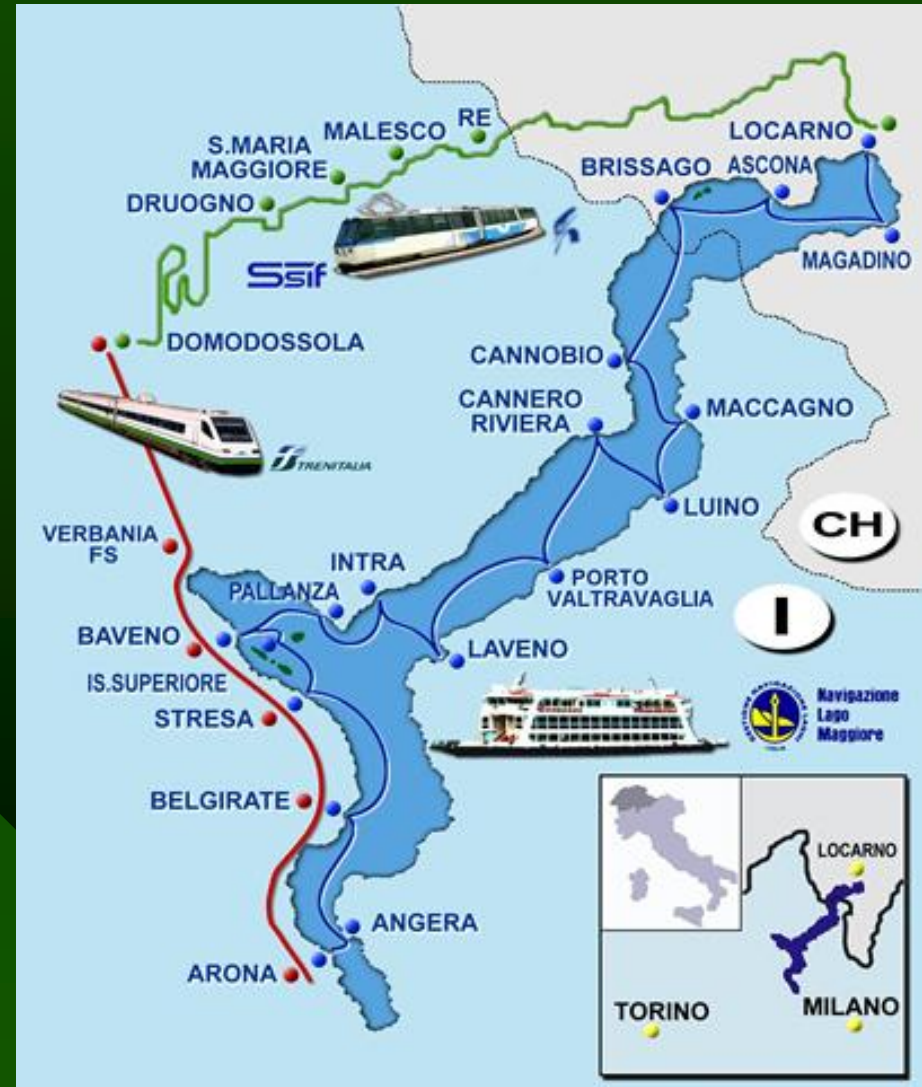 RE
MALESCO
S.MARIA
MAGGIORE
DRUOGNO
LOCARNO
ASCONA
BRISSAGO
MAGADINO
Ssif
DOMODOSSOLA
CANNOBIO
CANNERO
RIVIERA
MACCAGNO
TRENITALIA
LUINO
CH
VERBANIA
FS
INTRA
PALLANZA
PORTO
VALTRAVAGLIA
I
BAVENO
LAVENO
IS.SUPERIORE
STRESA
Navigazione
Lago
Maggiore
BELGIRATE
ANGERA
ARONA
LOCARNO
TORINO
MILANO